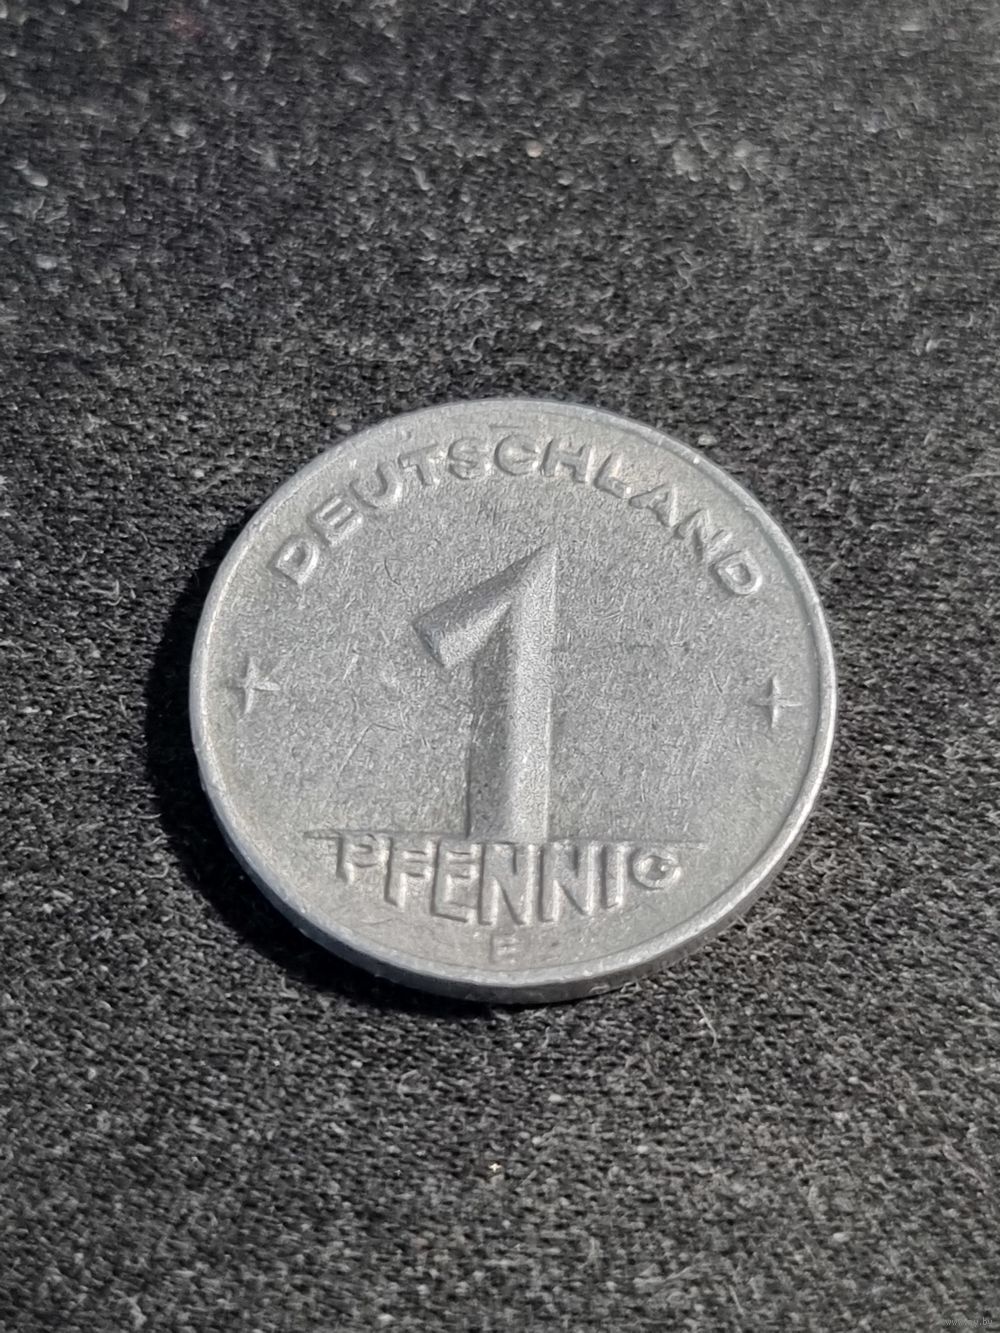 DEUTSCHLAND
1
PFENNIG
E